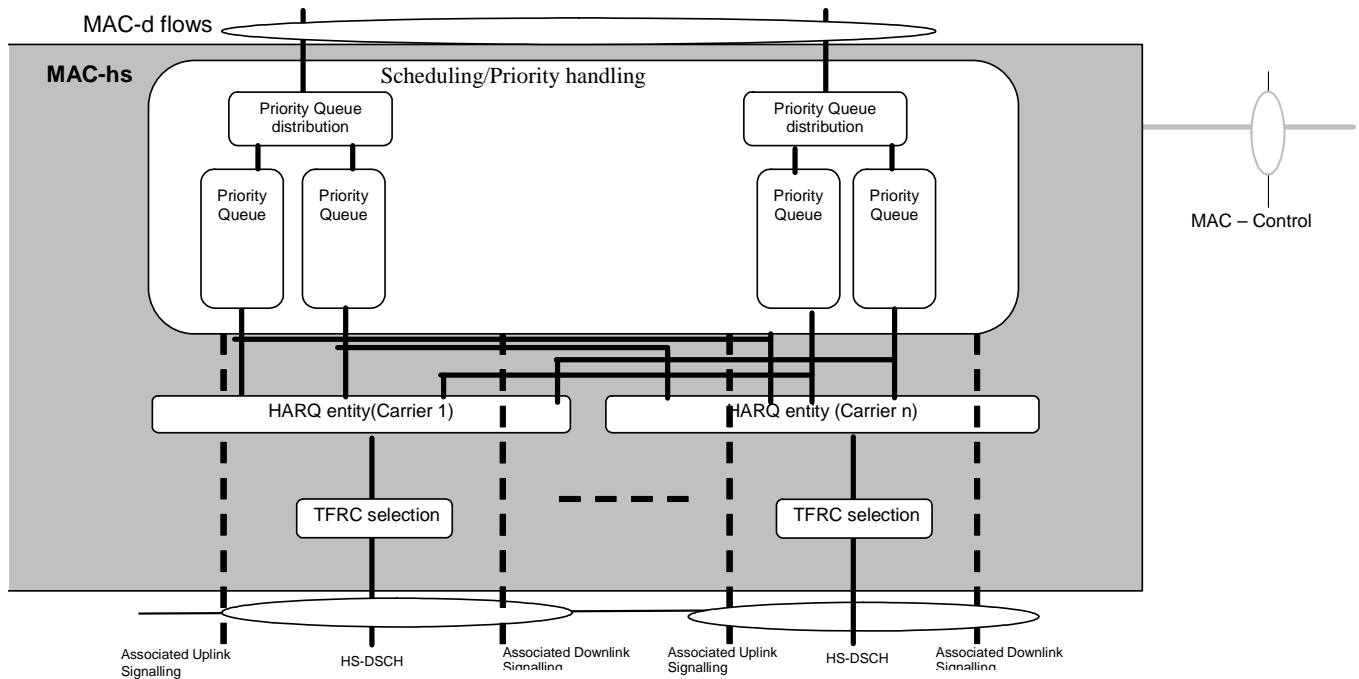 MAC-d flows
MAC-hs
Scheduling/Priority handling
Priority Queue
distribution
Priority Queue
distribution
Priority
Queue
Priority
Queue
Priority
Queue
Priority
Queue
MAC – Control
HARQ entity(Carrier 1)
HARQ entity (Carrier n)
TFRC selection
TFRC selection
Associated Uplink
Signalling
HS-DSCH
Associated Downlink
Signalling
Associated Uplink
Signalling
HS-DSCH
Associated Downlink
Signalling